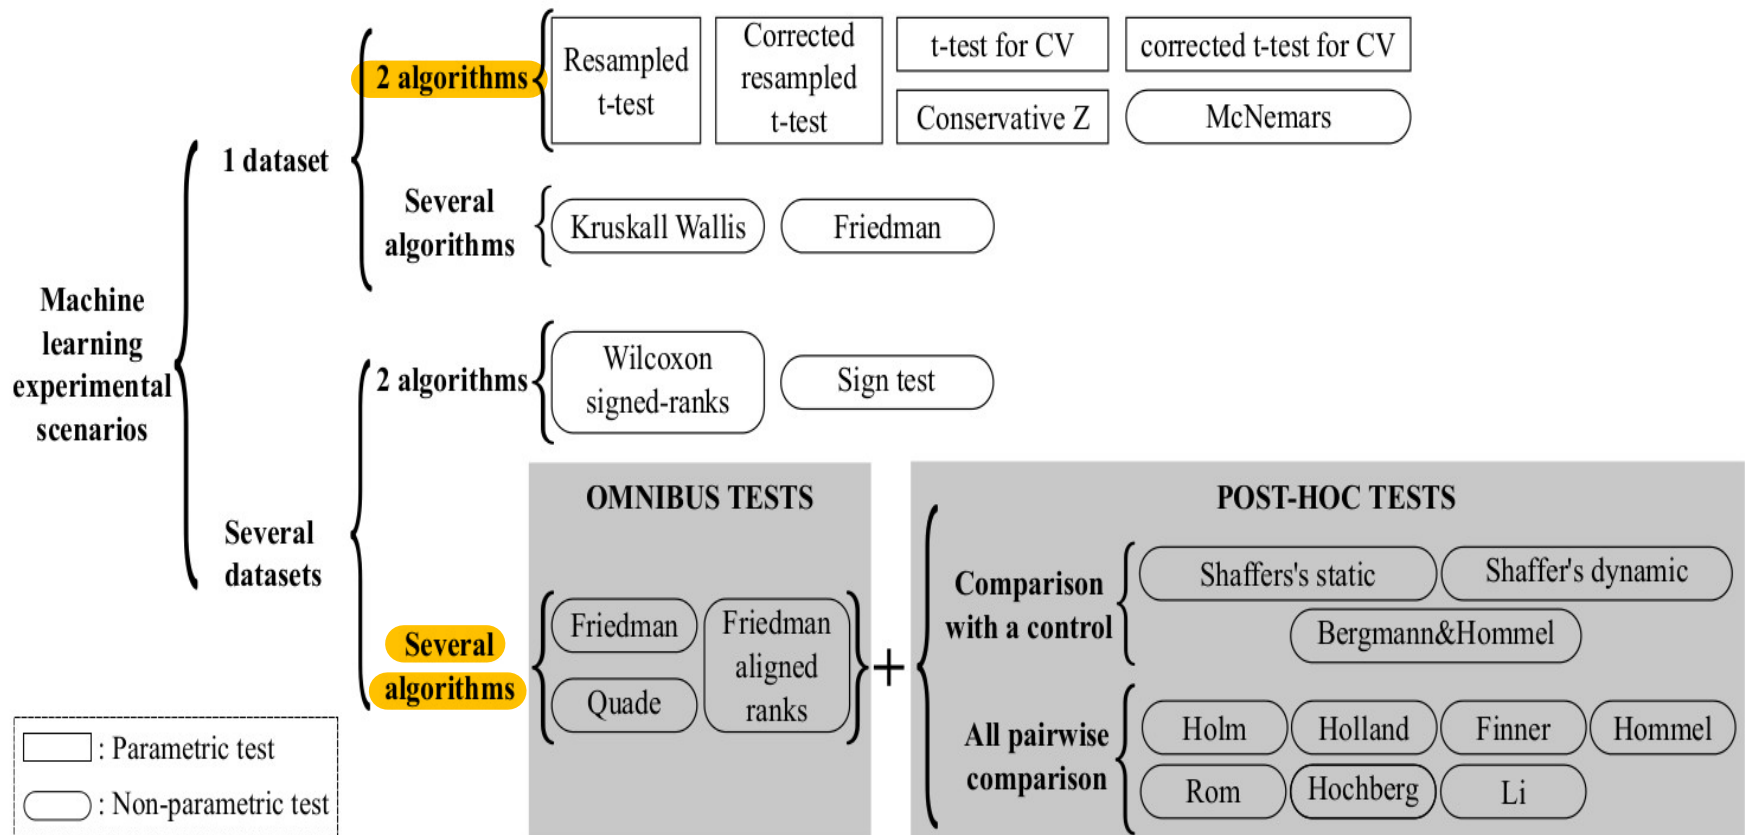 Machine
learning
experimental
scenarios
1 dataset
2 algorithms
Resampled
t-test
Corrected
resampled
t-test
t-test for CV
corrected t-test for CV
Conservative Z
McNemars
Several
algorithms
Kruskall Wallis
Friedman
Several
datasets
2 algorithms
Wilcoxon
signed-ranks
Sign test
Several
algorithms
OMNIBUS TESTS
Friedman
Quade
Friedman
aligned
ranks
+
POST-HOC TESTS
Comparison
with a control
Shaffers's static
Shaffer's dynamic
Bergmann&Hommel
All pairwise
comparison
Holm
Holland
Finner
Hommel
Rom
Hochberg
Li
: Parametric test
: Non-parametric test